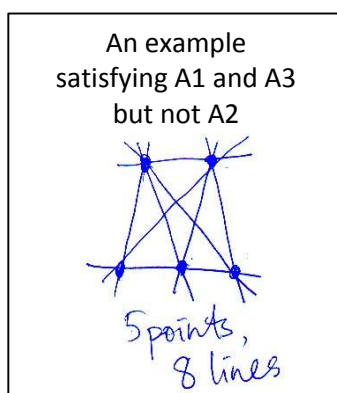 An example
satisfying A1 and A3
but not A2
5 points,
8 lines